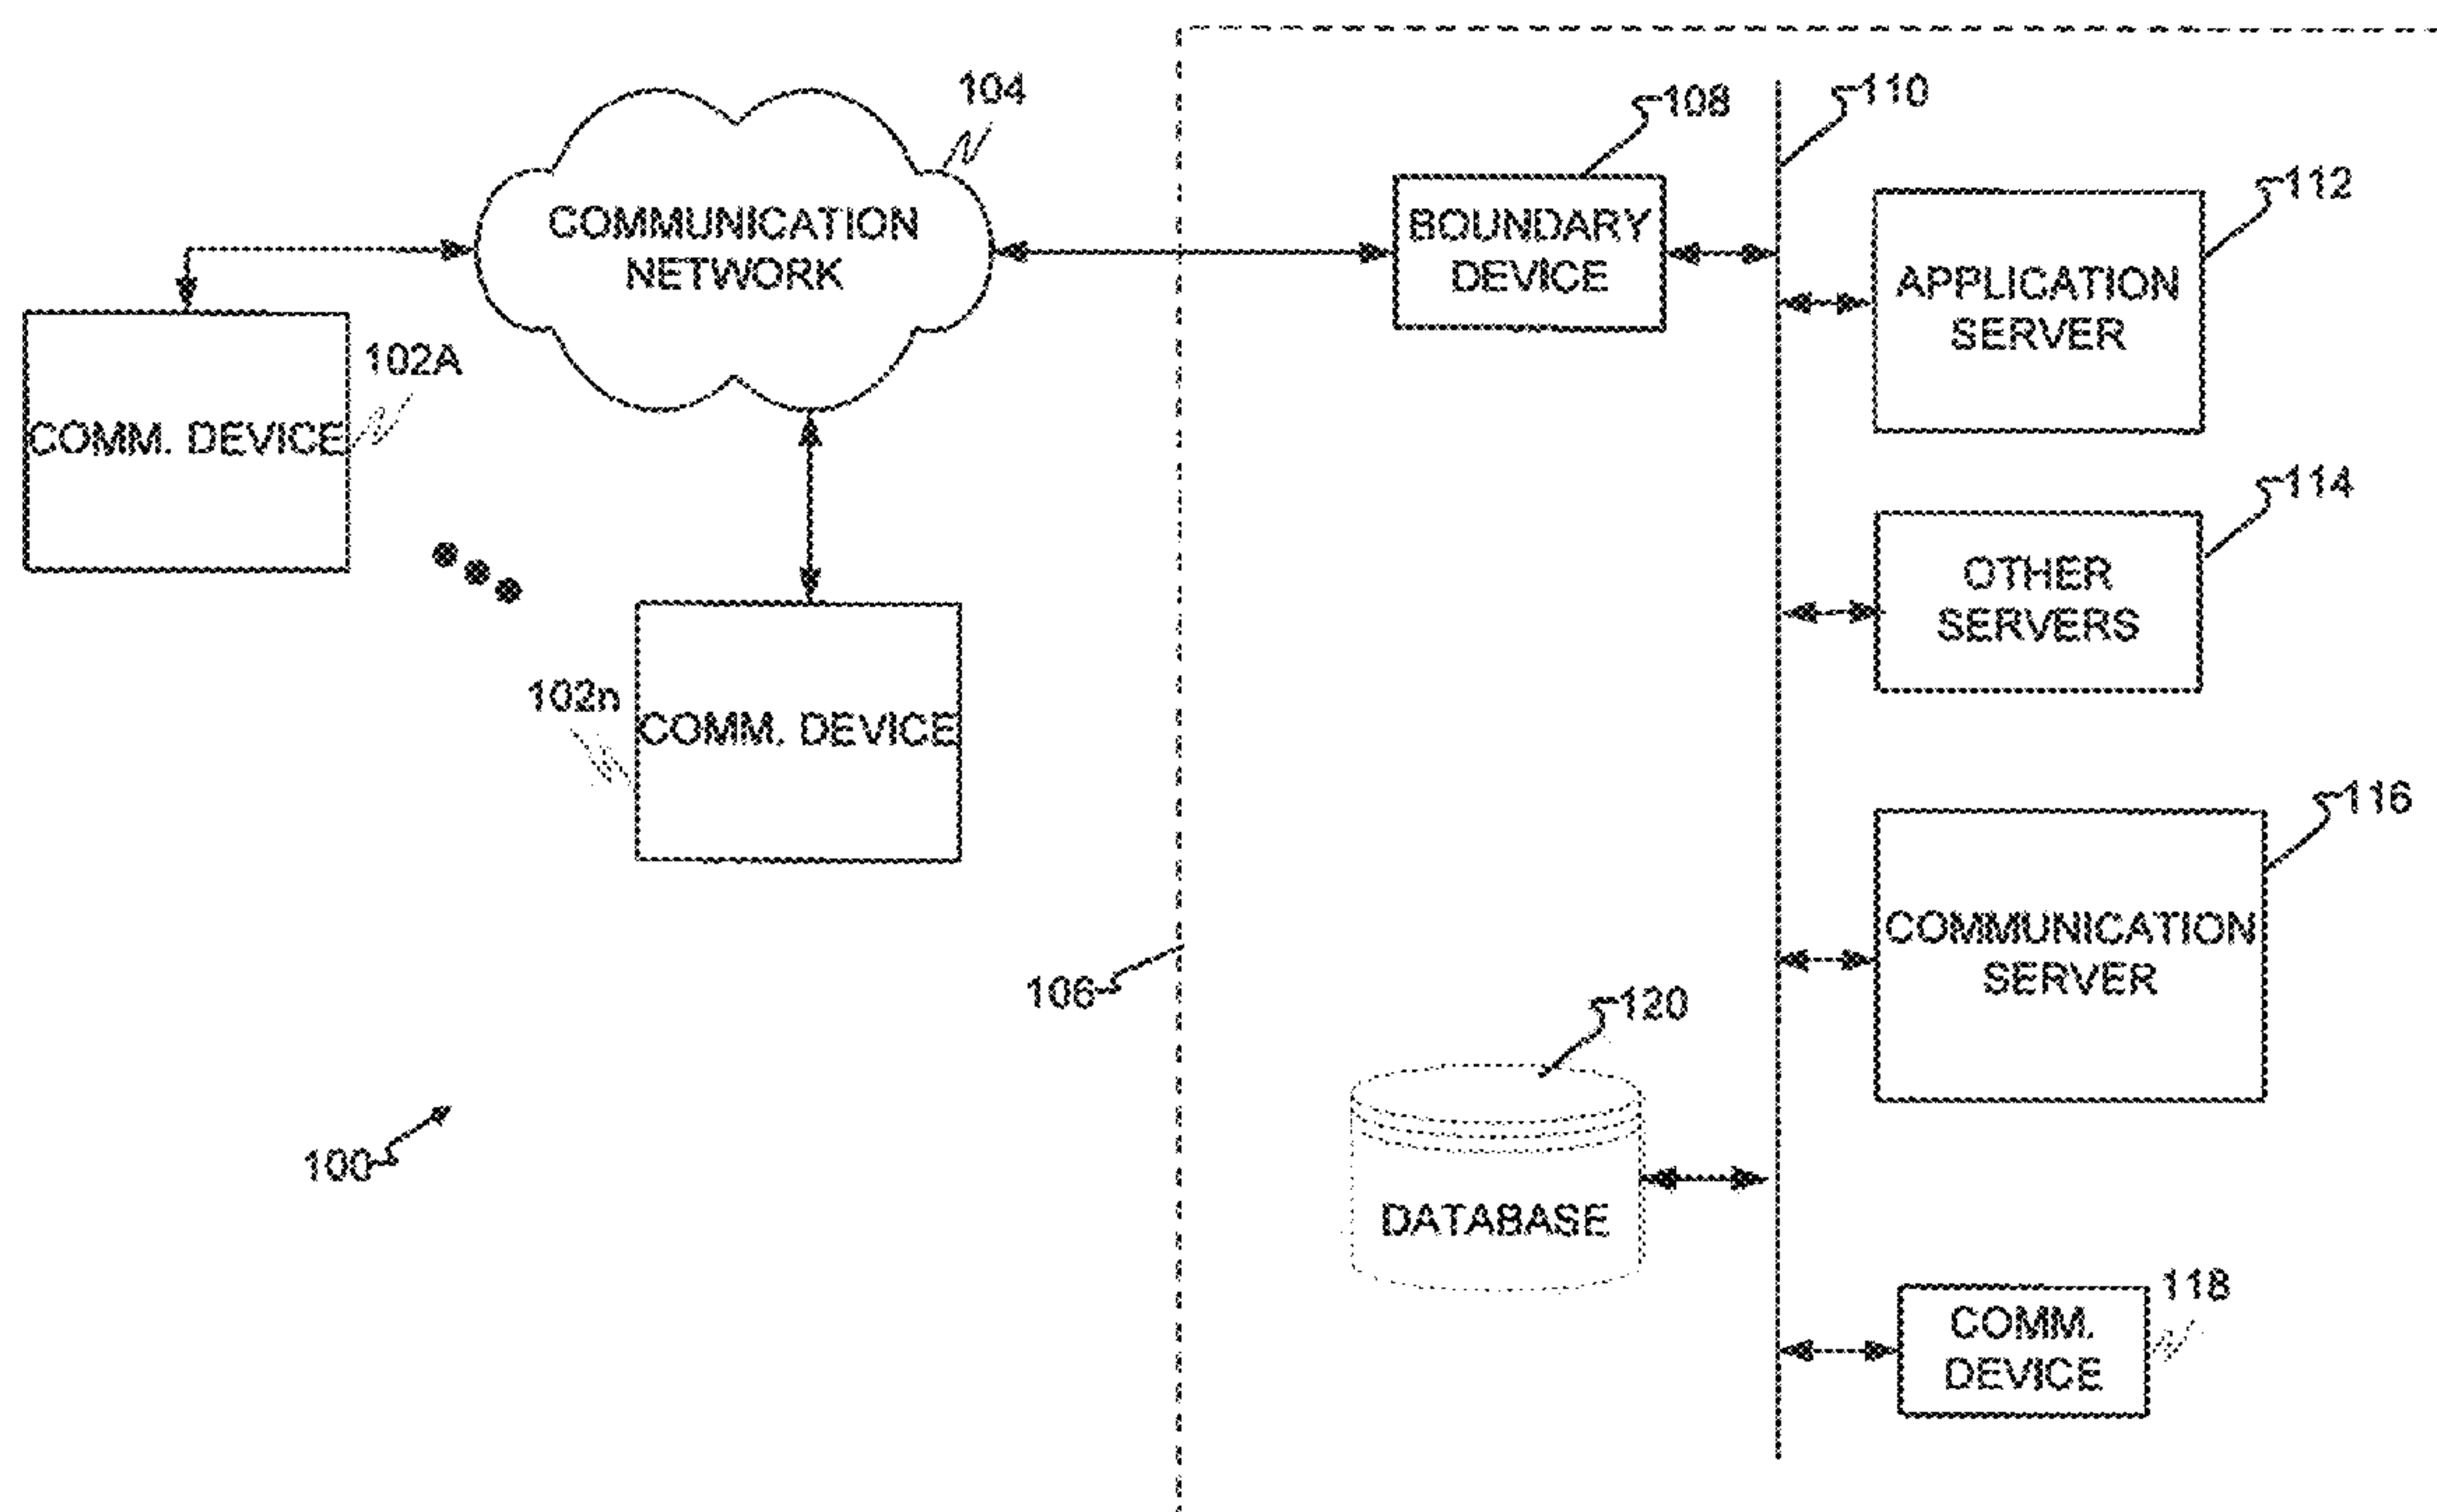 104
108
110
COMMUNICATION
NETWORK
BOUNDARY
DEVICE
112
APPLICATION
SERVER
102A
COMM. DEVICE
114
OTHER
SERVERS
102n
COMM. DEVICE
116
COMMUNICATION
SERVER
106
120
100
DATABASE
118
COMM.
DEVICE